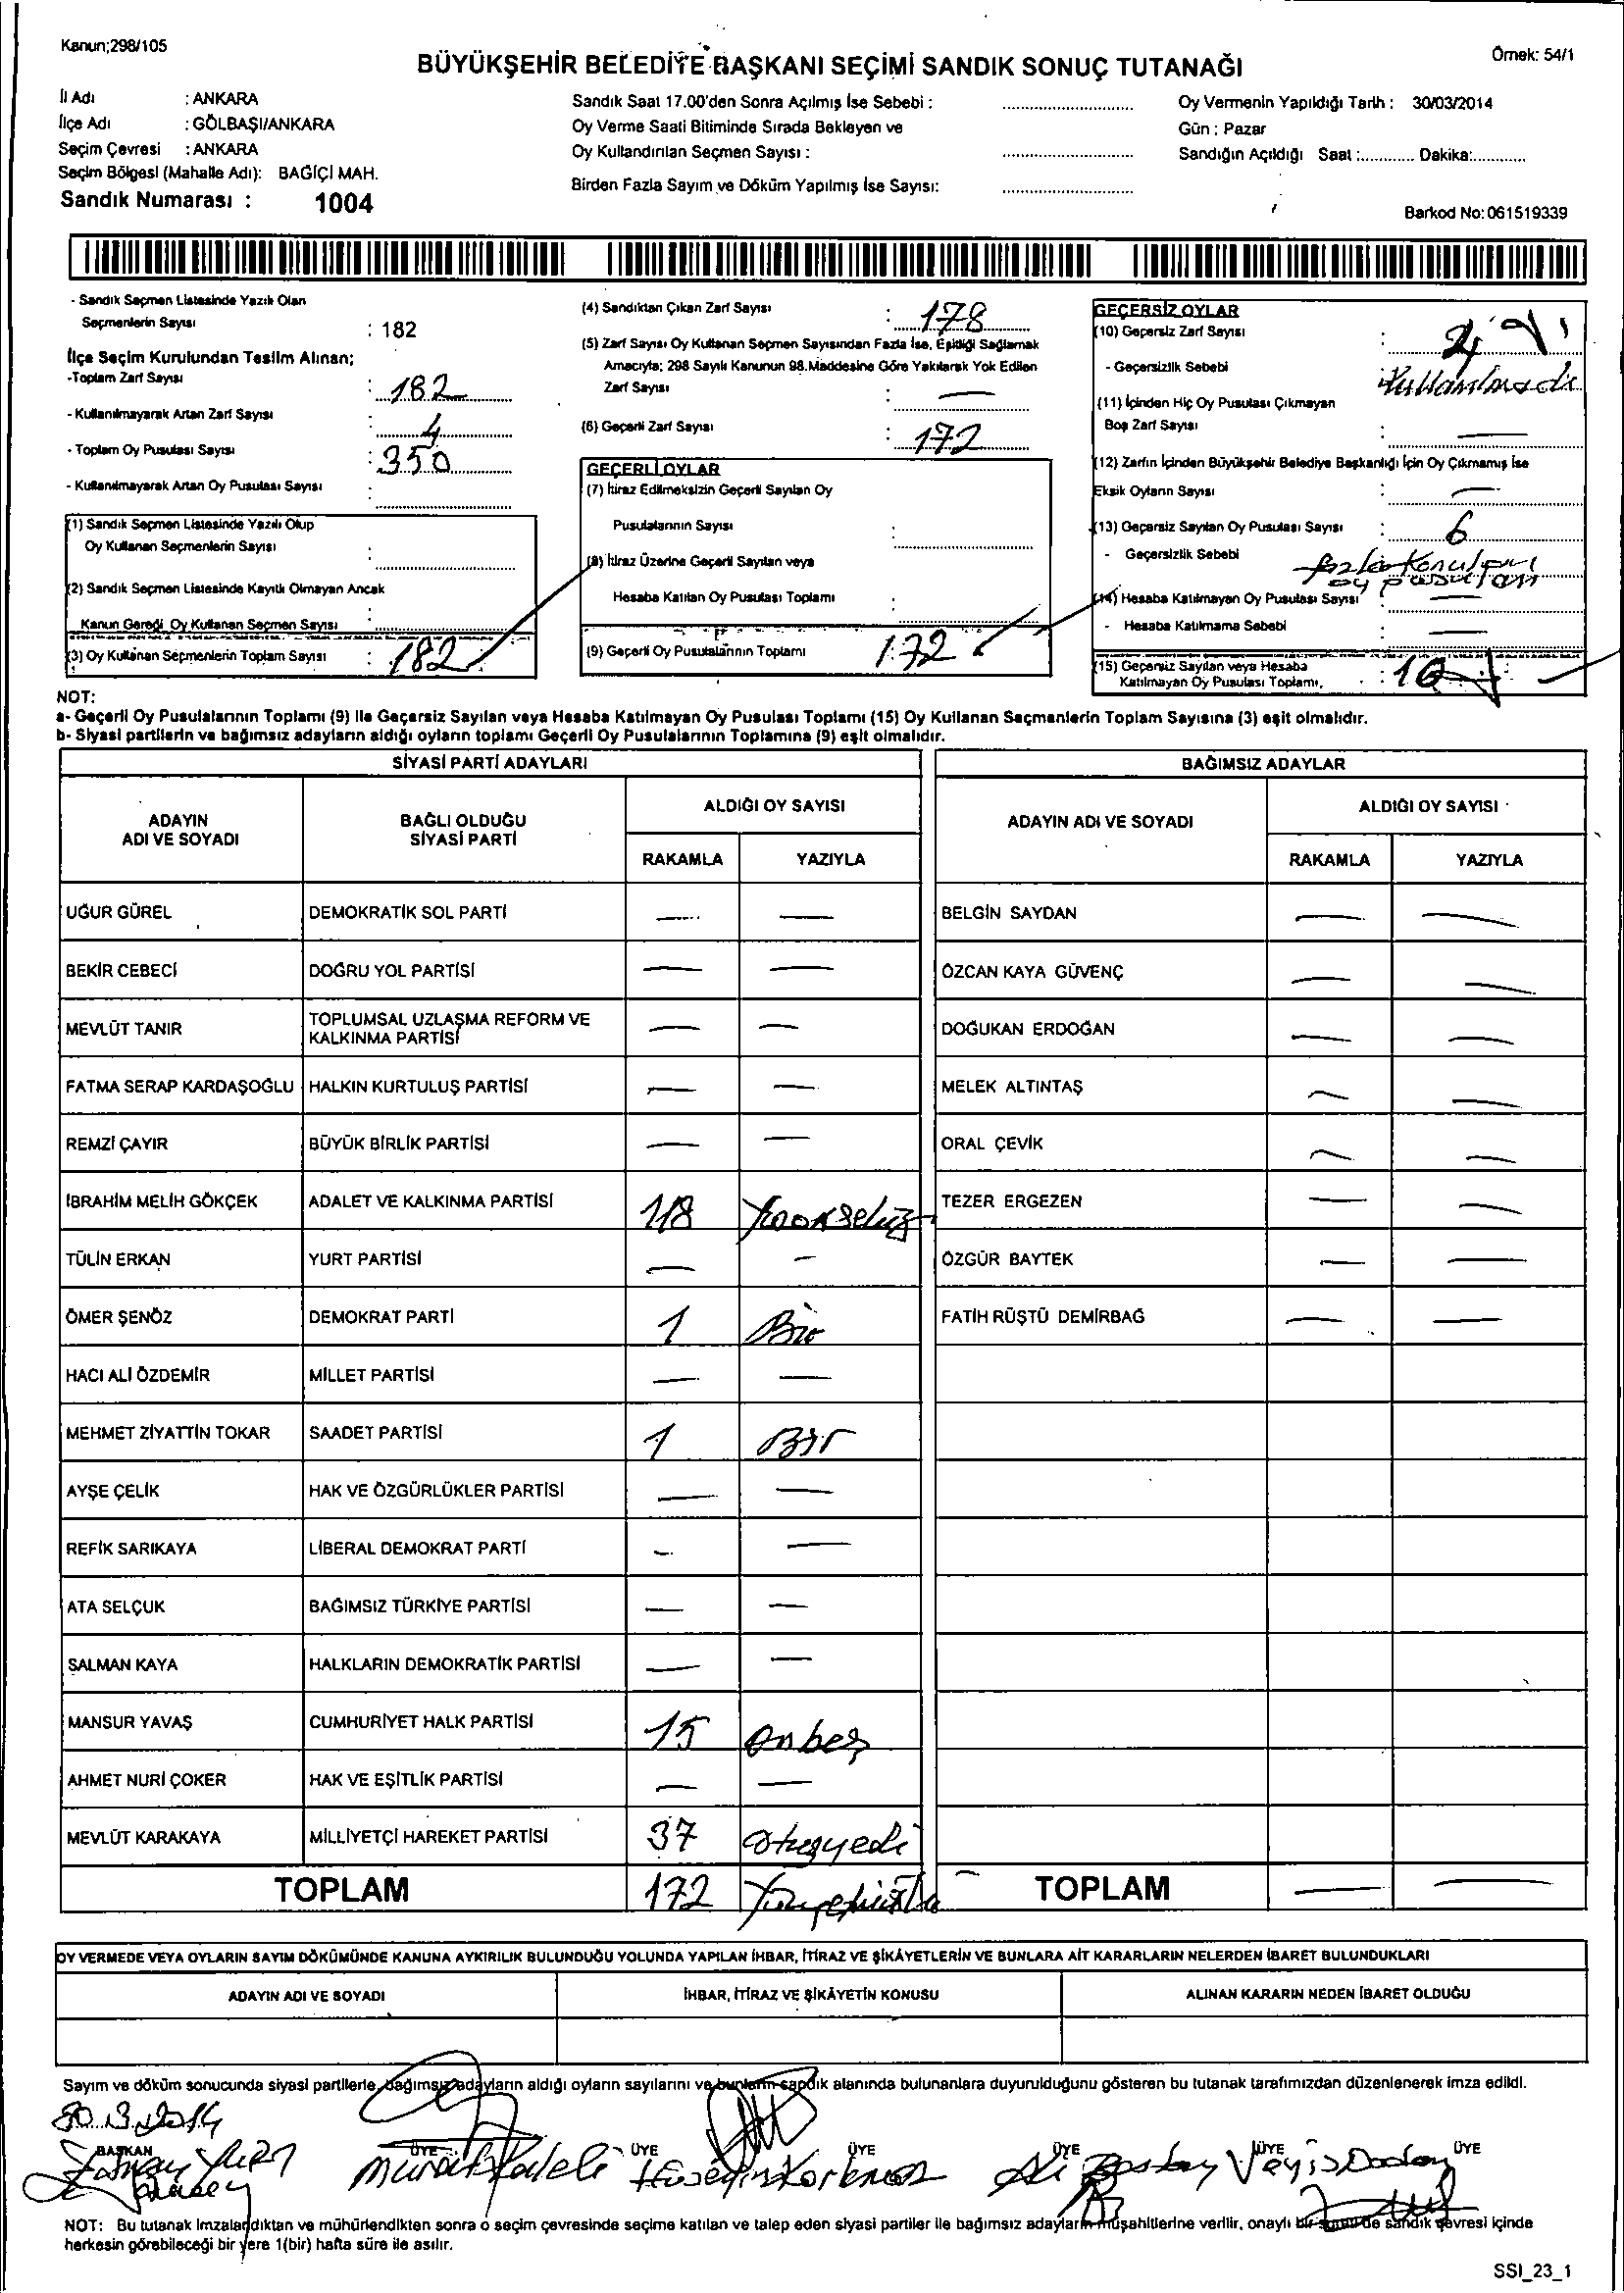 Kanun;298/105
BÜYÜKŞEHİR BELEDİYE BAŞKANI SEÇİMİ SANDIK SONUÇ TUTANAĞI
Örnek: 54/1
İl Adı : ANKARA
İlçe Adı : GÖLBAŞI/ANKARA
Seçim Çevresi : ANKARA
Seçim Bölgesi (Mahalle Adı): BAĞİÇİ MAH.
Sandık Numarası : 1004
Sandık Saat 17.00'den Sonra Açılmış İse Sebebi :
Oy Verme Saati Bitiminde Sırada Bekleyen ve
Oy Kullandırılan Seçmen Sayısı :
Birden Fazla Sayım ve Döküm Yapılmış İse Sayısı:
Oy Vermenin Yapıldığı Tarih : 30/03/2014
Gün : Pazar
Sandığın Açıldığı Saat :............ Dakika:............
Barkod No: 061519339
- Sandık Seçmen Listesinde Yazılı Olan
Seçmenlerin Sayısı : 182
İlçe Seçim Kurulundan Teslim Alınan;
-Toplam Zarf Sayısı : 182
- Kullanılmayarak Artan Zarf Sayısı : 4
- Toplam Oy Pusulası Sayısı : 350
- Kullanılmayarak Artan Oy Pusulası Sayısı :
(1) Sandık Seçmen Listesinde Yazılı Olup
Oy Kullanan Seçmenlerin Sayısı :
(2) Sandık Seçmen Listesinde Kayıtlı Olmayan Ancak
Kanun Gereği Oy Kullanan Seçmen Sayısı :
(3) Oy Kullanan Seçmenlerin Toplam Sayısı : 182
(4) Sandıktan Çıkan Zarf Sayısı : 178
(5) Zarf Sayısı Oy Kullanan Seçmen Sayısından Fazla İse, Eşitliği Sağlamak
Amacıyla; 298 Sayılı Kanunun 98.Maddesine Göre Yakılarak Yok Edilen
Zarf Sayısı : —
(6) Geçerli Zarf Sayısı : 172
GEÇERLİ OYLAR
(7) İtiraz Edilmeksizin Geçerli Sayılan Oy
Pusulalarının Sayısı :
(8) İtiraz Üzerine Geçerli Sayılan veya
Hesaba Katılan Oy Pusulası Toplamı :
(9) Geçerli Oy Pusulalarının Toplamı 172
GEÇERSİZ OYLAR
(10) Geçersiz Zarf Sayısı : 4
- Geçersizlik Sebebi Kullanılmadı
(11) İçinden Hiç Oy Pusulası Çıkmayan
Boş Zarf Sayısı : —
(12) Zarfın İçinden Büyükşehir Belediye Başkanlığı İçin Oy Çıkmamış İse
Eksik Oyların Sayısı : —
(13) Geçersiz Sayılan Oy Pusulası Sayısı : 6
- Geçersizlik Sebebi fazla konulan
oy pusulası
(14) Hesaba Katılmayan Oy Pusulası Sayısı : —
- Hesaba Katılmama Sebebi : —
(15) Geçersiz Sayılan veya Hesaba
Katılmayan Oy Pusulası Toplamı. : 10
NOT:
a- Geçerli Oy Pusulalarının Toplamı (9) İle Geçersiz Sayılan veya Hesaba Katılmayan Oy Pusulası Toplamı (15) Oy Kullanan Seçmenlerin Toplam Sayısına (3) eşit olmalıdır.
b- Siyasi partilerin ve bağımsız adayların aldığı oyların toplamı Geçerli Oy Pusulalarının Toplamına (9) eşit olmalıdır.
SİYASİ PARTİ ADAYLARI
ADAYIN ADI VE SOYADI
BAĞLI OLDUĞU SİYASİ PARTİ
ALDIĞI OY SAYISI
RAKAMLA YAZIYLA
UĞUR GÜREL DEMOKRATİK SOL PARTİ — —
BEKİR CEBECİ DOĞRU YOL PARTİSİ — —
MEVLÜT TANIR TOPLUMSAL UZLAŞMA REFORM VE KALKINMA PARTİSİ — —
FATMA SERAP KARDAŞOĞLU HALKIN KURTULUŞ PARTİSİ — —
REMZİ ÇAYIR BÜYÜK BİRLİK PARTİSİ — —
İBRAHİM MELİH GÖKÇEK ADALET VE KALKINMA PARTİSİ 118 Yüzonsekiz
TÜLİN ERKAN YURT PARTİSİ — —
ÖMER ŞENÖZ DEMOKRAT PARTİ 1 Bir
HACI ALİ ÖZDEMİR MİLLET PARTİSİ — —
MEHMET ZİYATTİN TOKAR SAADET PARTİSİ 1 Bir
AYŞE ÇELİK HAK VE ÖZGÜRLÜKLER PARTİSİ — —
REFİK SARIKAYA LİBERAL DEMOKRAT PARTİ — —
ATA SELÇUK BAĞIMSIZ TÜRKİYE PARTİSİ — —
SALMAN KAYA HALKLARIN DEMOKRATİK PARTİSİ — —
MANSUR YAVAŞ CUMHURİYET HALK PARTİSİ 15 onbeş
AHMET NURİ ÇOKER HAK VE EŞİTLİK PARTİSİ — —
MEVLÜT KARAKAYA MİLLİYETÇİ HAREKET PARTİSİ 37 otuzyedi
TOPLAM 172 Yüzyetmişiki
BAĞIMSIZ ADAYLAR
ADAYIN ADI VE SOYADI
ALDIĞI OY SAYISI
RAKAMLA YAZIYLA
BELGİN SAYDAN — —
ÖZCAN KAYA GÜVENÇ — —
DOĞUKAN ERDOĞAN — —
MELEK ALTINTAŞ — —
ORAL ÇEVİK — —
TEZER ERGEZEN — —
ÖZGÜR BAYTEK — —
FATİH RÜŞTÜ DEMİRBAĞ — —
TOPLAM — —
OY VERMEDE VEYA OYLARIN SAYIM DÖKÜMÜNDE KANUNA AYKIRILIK BULUNDUĞU YOLUNDA YAPILAN İHBAR, İTİRAZ VE ŞİKÂYETLERİN VE BUNLARA AİT KARARLARIN NELERDEN İBARET BULUNDUKLARI
ADAYIN ADI VE SOYADI İHBAR, İTİRAZ VE ŞİKÂYETİN KONUSU ALINAN KARARIN NEDEN İBARET OLDUĞU
Sayım ve döküm sonucunda siyasi partilerle, bağımsız adayların aldığı oyların sayılarını ve bunların sandık alanında bulunanlara duyurulduğunu gösteren bu tutanak tarafımızdan düzenlenerek imza edildi.
30.3.2014
BAŞKAN ÜYE ÜYE ÜYE ÜYE ÜYE ÜYE
Murat Kaleli Hüseyin Korkmaz Ali Bostay Veyis Doğan
NOT: Bu tutanak imzalandıktan ve mühürlendikten sonra o seçim çevresinde seçime katılan ve talep eden siyasi partiler ile bağımsız adayların müşahitlerine verilir, onaylı bir sureti de sandık çevresi içinde
herkesin görebileceği bir yere 1(bir) hafta süre ile asılır.
SSI_23_1